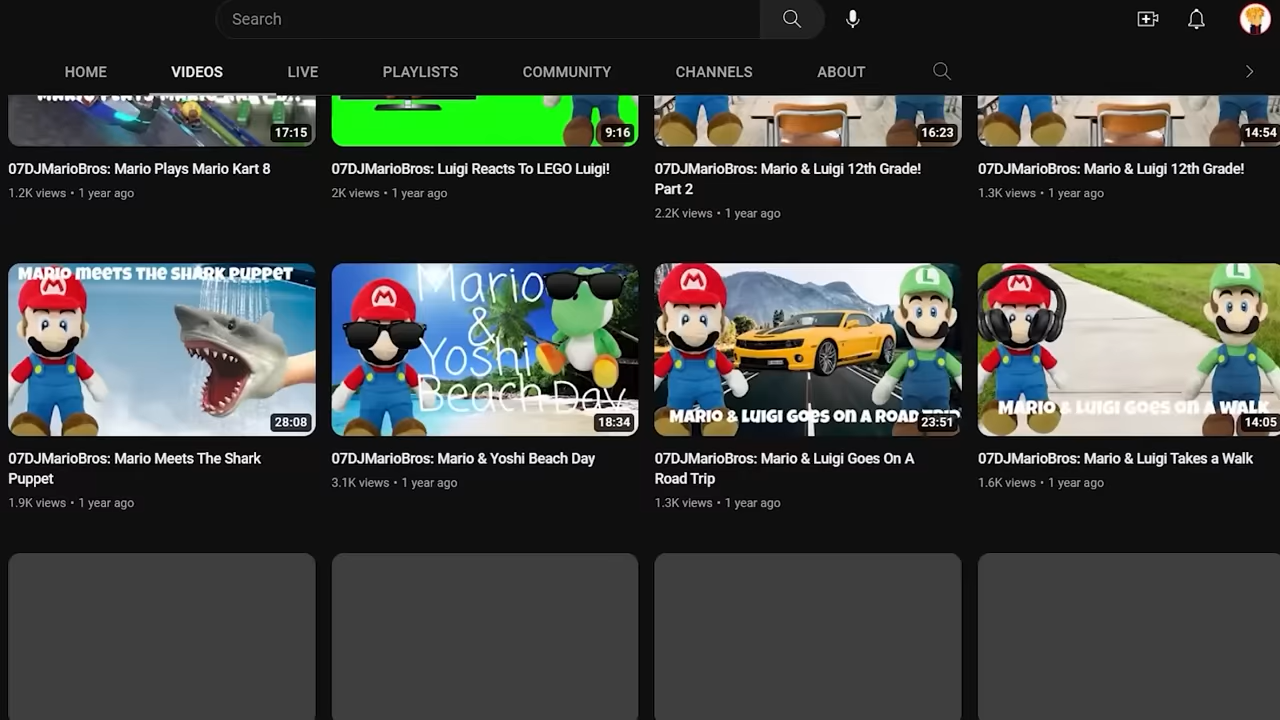 Search
HOME VIDEOS LIVE PLAYLISTS COMMUNITY CHANNELS ABOUT
17:15 9:16 16:23 14:54
07DJMarioBros: Mario Plays Mario Kart 8
1.2K views • 1 year ago
07DJMarioBros: Luigi Reacts To LEGO Luigi!
2K views • 1 year ago
07DJMarioBros: Mario & Luigi 12th Grade!
Part 2
2.2K views • 1 year ago
07DJMarioBros: Mario & Luigi 12th Grade!
1.3K views • 1 year ago
MARIO MEETS THE SHARK PUPPET
M
28:08
07DJMarioBros: Mario Meets The Shark
Puppet
1.9K views • 1 year ago
Mario
&
Yoshi
Beach Day
M
18:34
07DJMarioBros: Mario & Yoshi Beach Day
3.1K views • 1 year ago
M L
MARIO & LUIGI GOES ON A ROAD TRIP
23:51
07DJMarioBros: Mario & Luigi Goes On A
Road Trip
1.3K views • 1 year ago
M L
MARIO & LUIGI GOES ON A WALK
14:05
07DJMarioBros: Mario & Luigi Takes a Walk
1.6K views • 1 year ago